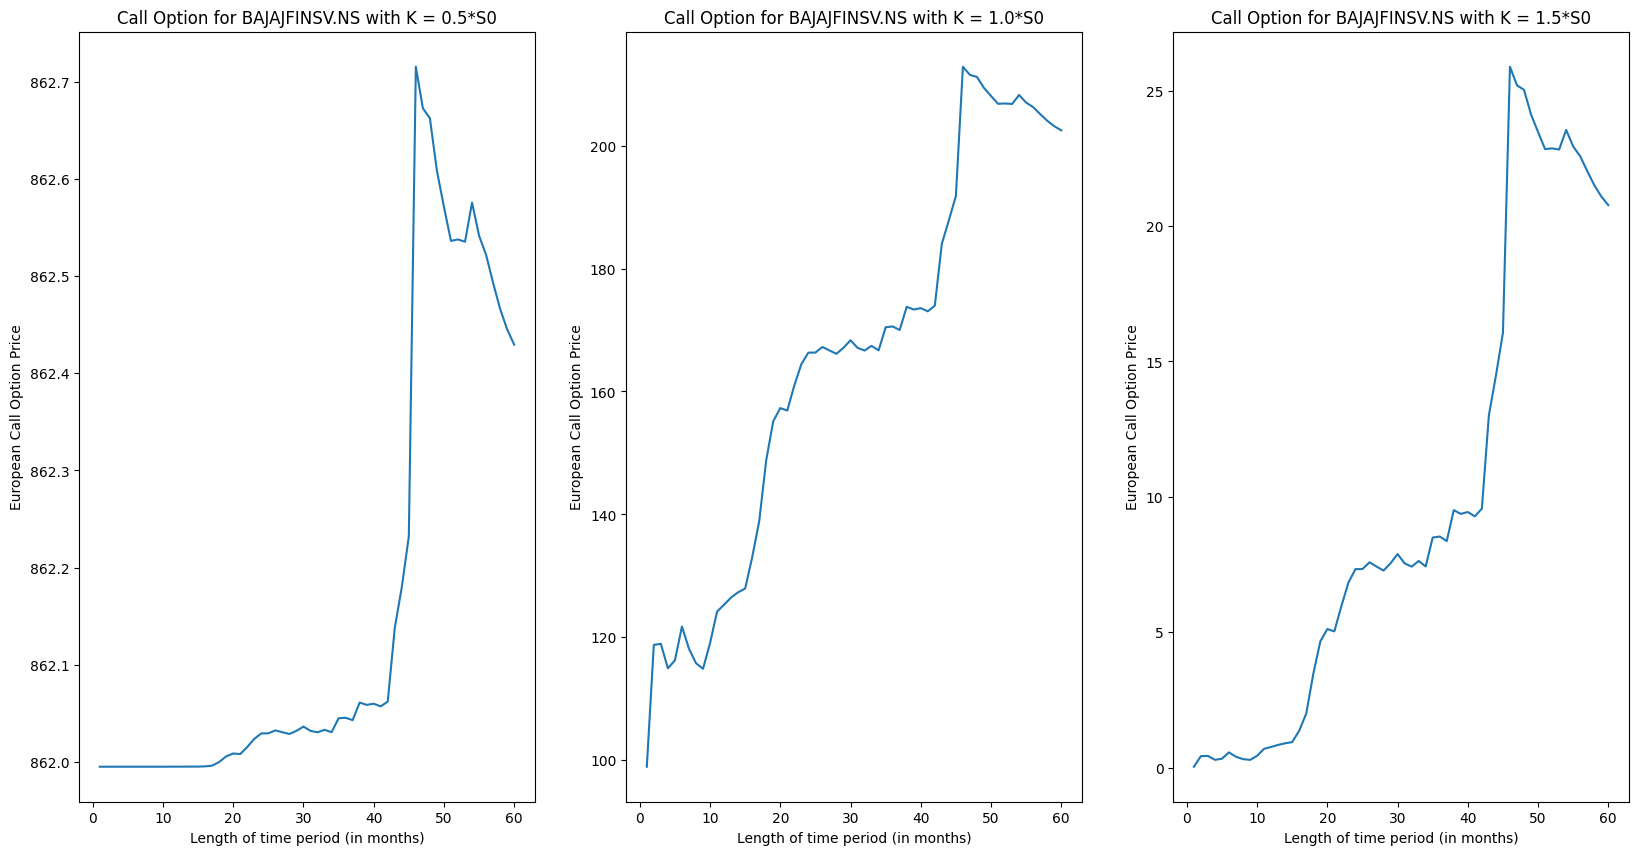 Call Option for BAJAJFINSV.NS with K = 0.5*S0
862.7
862.6
862.5
862.4
862.3
862.2
862.1
862.0
European Call Option Price
0 10 20 30 40 50 60
Length of time period (in months)
Call Option for BAJAJFINSV.NS with K = 1.0*S0
200
180
160
140
120
100
European Call Option Price
0 10 20 30 40 50 60
Length of time period (in months)
Call Option for BAJAJFINSV.NS with K = 1.5*S0
25
20
15
10
5
0
European Call Option Price
0 10 20 30 40 50 60
Length of time period (in months)